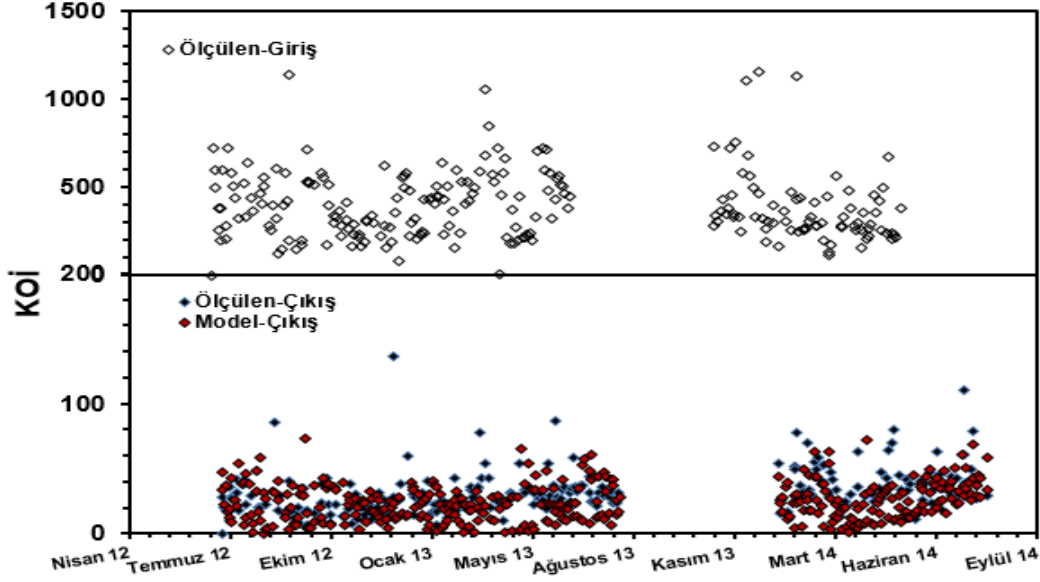 1500
Ölçülen-Giriş
1000
500
200
KOİ
Ölçülen-Çıkış
Model-Çıkış
100
0
Nisan 12 Temmuz 12 Ekim 12 Ocak 13 Mayıs 13 Ağustos 13 Kasım 13 Mart 14 Haziran 14 Eylül 14